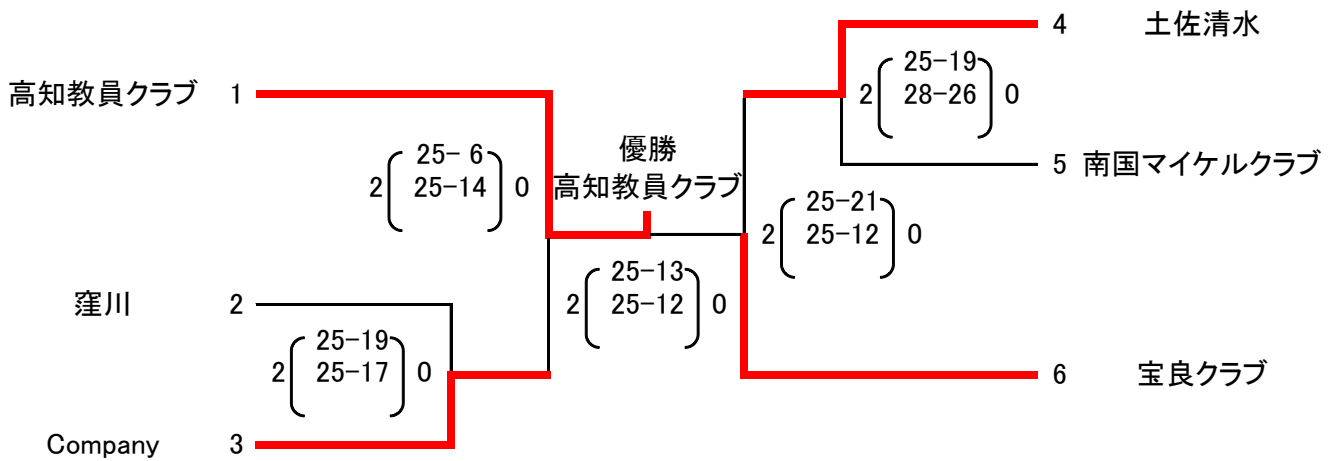 4 土佐清水
25-19
2 28-26 0
高知教員クラブ 1
優勝
高知教員クラブ
25- 6
2 25-14 0
5 南国マイケルクラブ
25-21
2 25-12 0
25-13
2 25-12 0
窪川 2
25-19
2 25-17 0
6 宝良クラブ
Company 3